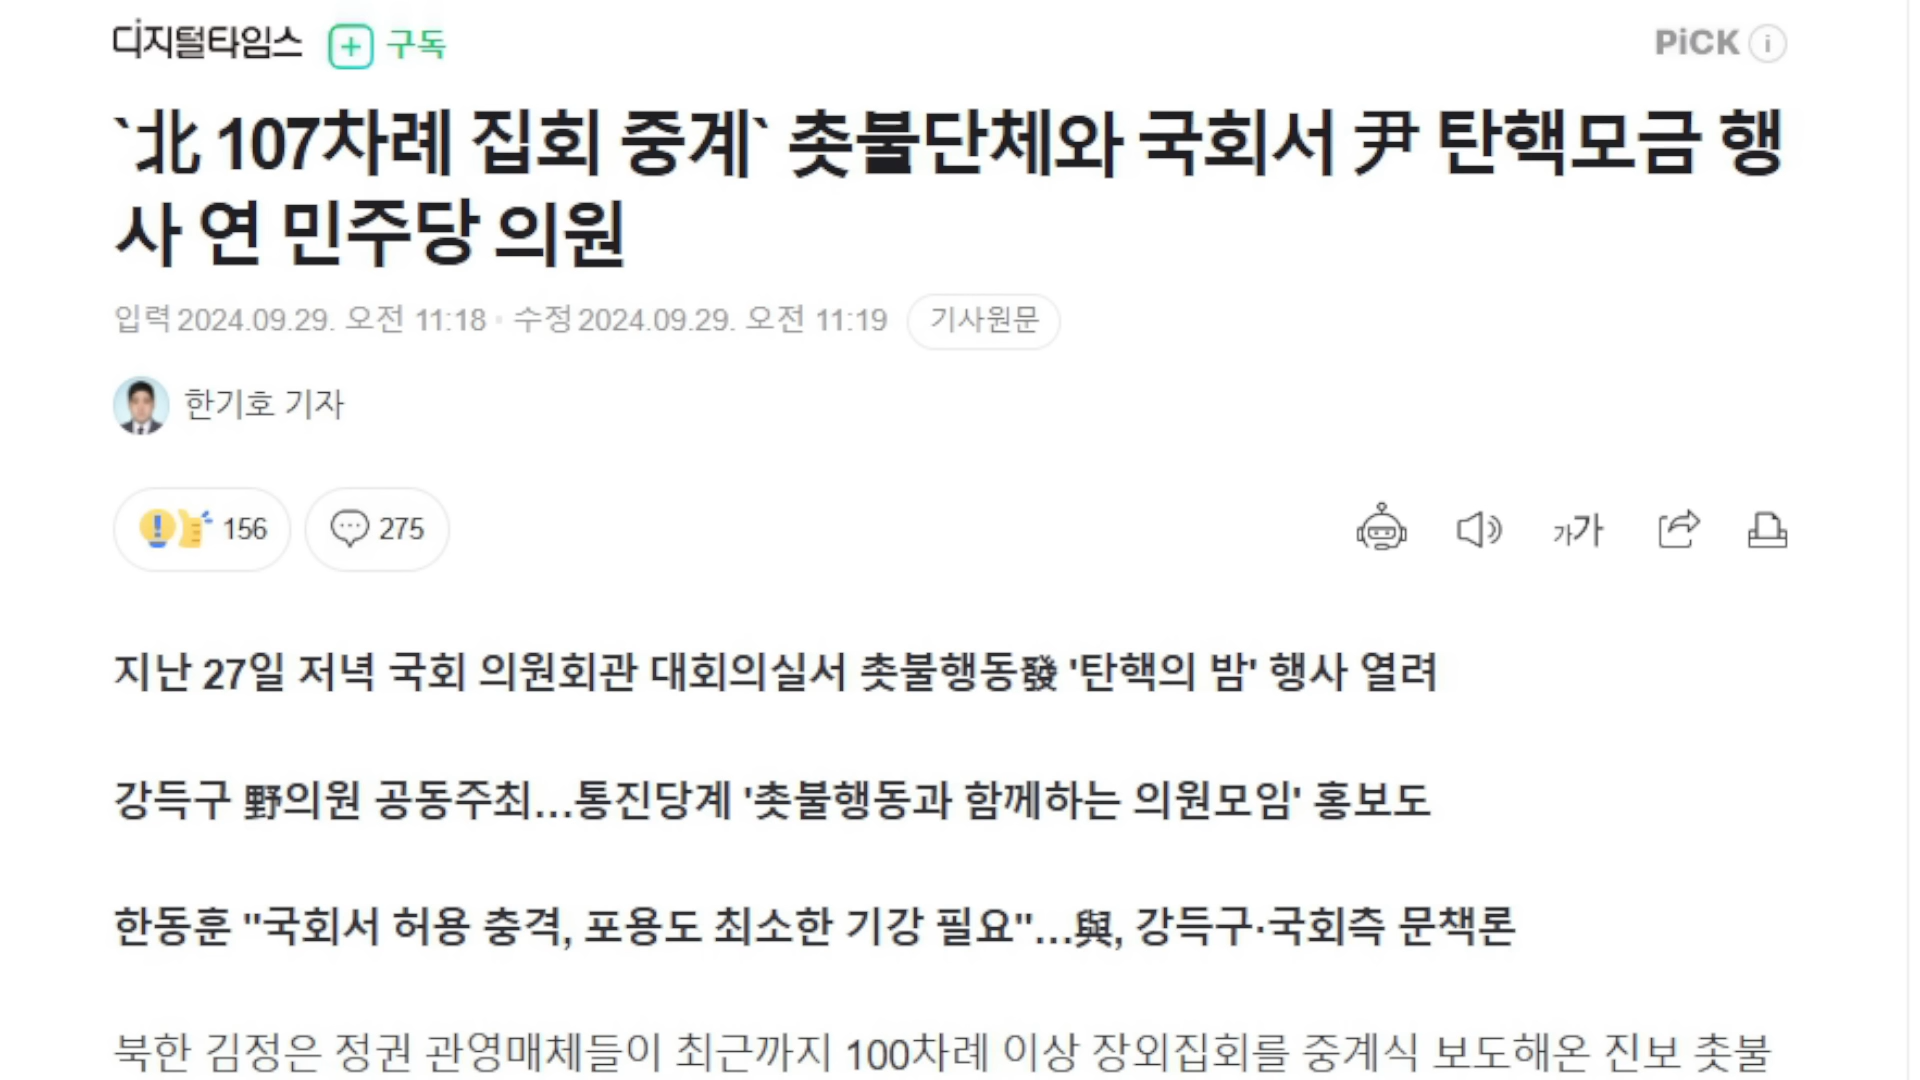 디지털타임스 + 구독 PiCK i
`北 107차례 집회 중계` 촛불단체와 국회서 尹 탄핵모금 행
사 연 민주당 의원
입력 2024.09.29. 오전 11:18 · 수정 2024.09.29. 오전 11:19 기사원문
한기호 기자
156 275 가가
지난 27일 저녁 국회 의원회관 대회의실서 촛불행동發 '탄핵의 밤' 행사 열려
강득구 野의원 공동주최…통진당계 '촛불행동과 함께하는 의원모임' 홍보도
한동훈 "국회서 허용 충격, 포용도 최소한 기강 필요"…與, 강득구·국회측 문책론
북한 김정은 정권 관영매체들이 최근까지 100차례 이상 장외집회를 중계식 보도해온 진보 촛불